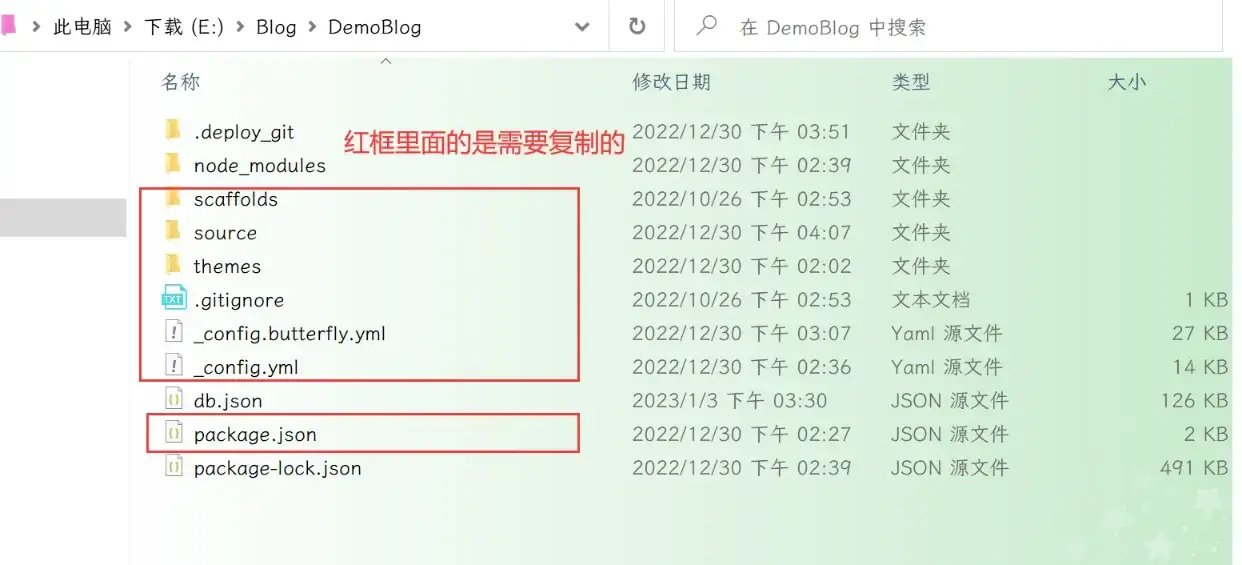 此电脑 > 下载 (E:) > Blog > DemoBlog
在 DemoBlog 中搜索
名称 修改日期 类型 大小
.deploy_git 2022/12/30 下午 03:51 文件夹
红框里面的是需要复制的
node_modules 2022/12/30 下午 02:39 文件夹
scaffolds 2022/10/26 下午 02:53 文件夹
source 2022/12/30 下午 04:07 文件夹
themes 2022/12/30 下午 02:02 文件夹
TXT .gitignore 2022/10/26 下午 02:53 文本文档 1 KB
_config.butterfly.yml 2022/12/30 下午 03:07 Yaml 源文件 27 KB
_config.yml 2022/12/30 下午 02:36 Yaml 源文件 14 KB
db.json 2023/1/3 下午 03:30 JSON 源文件 126 KB
package.json 2022/12/30 下午 02:27 JSON 源文件 2 KB
package-lock.json 2022/12/30 下午 02:39 JSON 源文件 491 KB